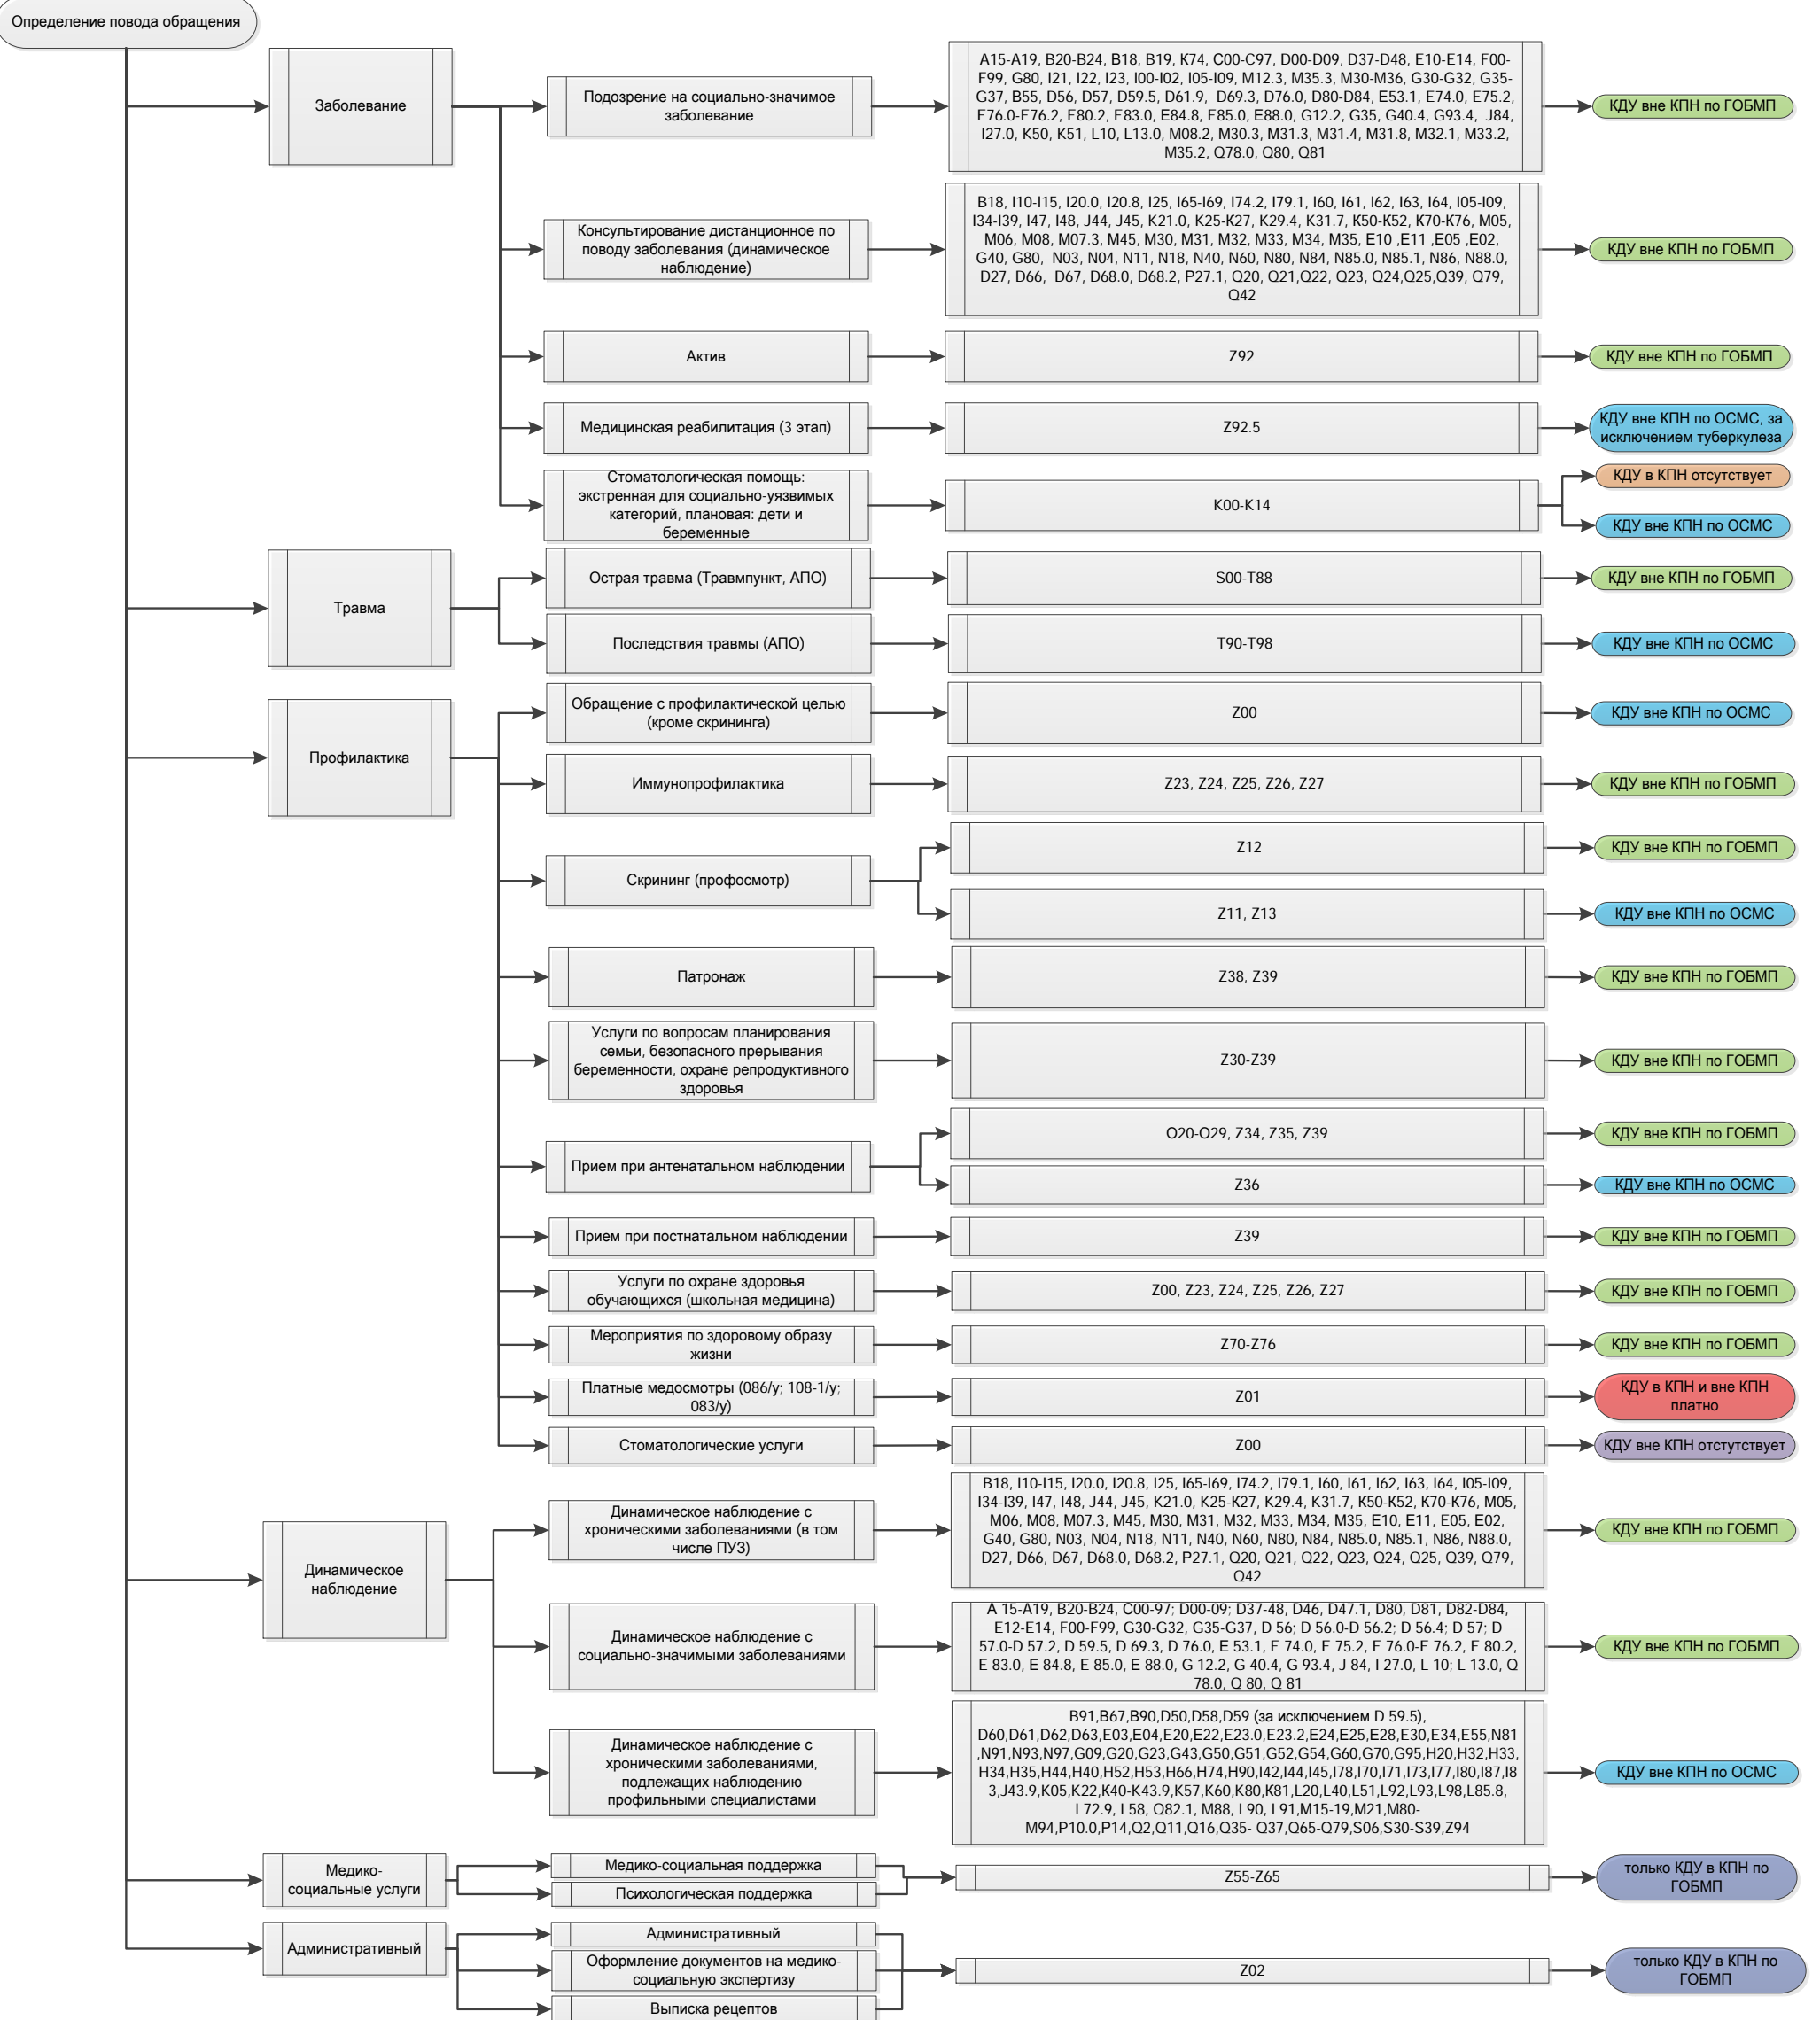 Определение повода обращения
Заболевание
Подозрение на социально-значимое
заболевание
A15-A19, B20-B24, B18, B19, K74, C00-C97, D00-D09, D37-D48, E10-E14, F00-
F99, G80, I21, I22, I23, I00-I02, I05-I09, M12.3, M35.3, M30-M36, G30-G32, G35-
G37, B55, D56, D57, D59.5, D61.9,  D69.3, D76.0, D80-D84, E53.1, E74.0, E75.2,
E76.0-E76.2, E80.2, E83.0, E84.8, E85.0, E88.0, G12.2, G35, G40.4, G93.4,  J84,
I27.0, K50, K51, L10, L13.0, M08.2, M30.3, M31.3, M31.4, M31.8, M32.1, M33.2,
M35.2, Q78.0, Q80, Q81
КДУ вне КПН по ГОБМП
Консультирование дистанционное по
поводу заболевания (динамическое
наблюдение)
B18, I10-I15, I20.0, I20.8, I25, I65-I69, I74.2, I79.1, I60, I61, I62, I63, I64, I05-I09,
I34-I39, I47, I48, J44, J45, K21.0, K25-K27, K29.4, K31.7, K50-K52, K70-K76, M05,
M06, M08, M07.3, M45, M30, M31, M32, M33, M34, M35, E10 ,E11 ,E05 ,E02,
G40, G80,  N03, N04, N11, N18, N40, N60, N80, N84, N85.0, N85.1, N86, N88.0,
D27, D66,  D67, D68.0, D68.2, P27.1, Q20, Q21,Q22, Q23, Q24,Q25,Q39, Q79,
Q42
КДУ вне КПН по ГОБМП
Актив
Z92
КДУ вне КПН по ГОБМП
Медицинская реабилитация (3 этап)
Z92.5
КДУ вне КПН по ОСМС, за
исключением туберкулеза
Стоматологическая помощь:
экстренная для социально-уязвимых
категорий, плановая: дети и
беременные
K00-K14
КДУ в КПН отсутствует
КДУ вне КПН по ОСМС
Травма
Острая травма (Травмпункт, АПО)
S00-T88
КДУ вне КПН по ГОБМП
Последствия травмы (АПО)
T90-T98
КДУ вне КПН по ОСМС
Профилактика
Обращение с профилактической целью
(кроме скрининга)
Z00
КДУ вне КПН по ОСМС
Иммунопрофилактика
Z23, Z24, Z25, Z26, Z27
КДУ вне КПН по ГОБМП
Скрининг (профосмотр)
Z12
КДУ вне КПН по ГОБМП
Z11, Z13
КДУ вне КПН по ОСМС
Патронаж
Z38, Z39
КДУ вне КПН по ГОБМП
Услуги по вопросам планирования
семьи, безопасного прерывания
беременности, охране репродуктивного
здоровья
Z30-Z39
КДУ вне КПН по ГОБМП
Прием при антенатальном наблюдении
O20-O29, Z34, Z35, Z39
КДУ вне КПН по ГОБМП
Z36
КДУ вне КПН по ОСМС
Прием при постнатальном наблюдении
Z39
КДУ вне КПН по ГОБМП
Услуги по охране здоровья
обучающихся (школьная медицина)
Z00, Z23, Z24, Z25, Z26, Z27
КДУ вне КПН по ГОБМП
Мероприятия по здоровому образу
жизни
Z70-Z76
КДУ вне КПН по ГОБМП
Платные медосмотры (086/у; 108-1/у;
083/у)
Z01
КДУ в КПН и вне КПН
платно
Стоматологические услуги
Z00
КДУ вне КПН отстутствует
Динамическое
наблюдение
Динамическое наблюдение с
хроническими заболеваниями (в том
числе ПУЗ)
B18, I10-I15, I20.0, I20.8, I25, I65-I69, I74.2, I79.1, I60, I61, I62, I63, I64, I05-I09,
I34-I39, I47, I48, J44, J45, K21.0, K25-K27, K29.4, K31.7, K50-K52, K70-K76, M05,
M06, M08, M07.3, M45, M30, M31, M32, M33, M34, M35, E10, E11, E05, E02,
G40, G80, N03, N04, N18, N11, N40, N60, N80, N84, N85.0, N85.1, N86, N88.0,
D27, D66, D67, D68.0, D68.2, P27.1, Q20, Q21, Q22, Q23, Q24, Q25, Q39, Q79,
Q42
КДУ вне КПН по ГОБМП
Динамическое наблюдение с
социально-значимыми заболеваниями
A 15-A19, B20-B24, C00-97; D00-09; D37-48, D46, D47.1, D80, D81, D82-D84,
E12-E14, F00-F99, G30-G32, G35-G37, D 56; D 56.0-D 56.2; D 56.4; D 57; D
57.0-D 57.2, D 59.5, D 69.3, D 76.0, E 53.1, E 74.0, E 75.2, E 76.0-E 76.2, E 80.2,
E 83.0, E 84.8, E 85.0, E 88.0, G 12.2, G 40.4, G 93.4, J 84, I 27.0, L 10; L 13.0, Q
78.0, Q 80, Q 81
КДУ вне КПН по ГОБМП
Динамическое наблюдение с
хроническими заболеваниями,
подлежащих наблюдению
профильными специалистами
B91,B67,B90,D50,D58,D59 (за исключением D 59.5),
D60,D61,D62,D63,E03,E04,E20,E22,E23.0,E23.2,E24,E25,E28,E30,E34,E55,N81
,N91,N93,N97,G09,G20,G23,G43,G50,G51,G52,G54,G60,G70,G95,H20,H32,H33,
H34,H35,H44,H40,H52,H53,H66,H74,H90,I42,I44,I45,I78,I70,I71,I73,I77,I80,I87,I8
3,J43.9,K05,K22,K40-K43.9,K57,K60,K80,K81,L20,L40,L51,L92,L93,L98,L85.8,
L72.9, L58, Q82.1, M88, L90, L91,M15-19,M21,M80-
M94,P10.0,P14,Q2,Q11,Q16,Q35- Q37,Q65-Q79,S06,S30-S39,Z94
КДУ вне КПН по ОСМС
Медико-
социальные услуги
Медико-социальная поддержка
Психологическая поддержка
Z55-Z65
только КДУ в КПН по
ГОБМП
Административный
Административный
Оформление документов на медико-
социальную экспертизу
Выписка рецептов
Z02
только КДУ в КПН по
ГОБМП